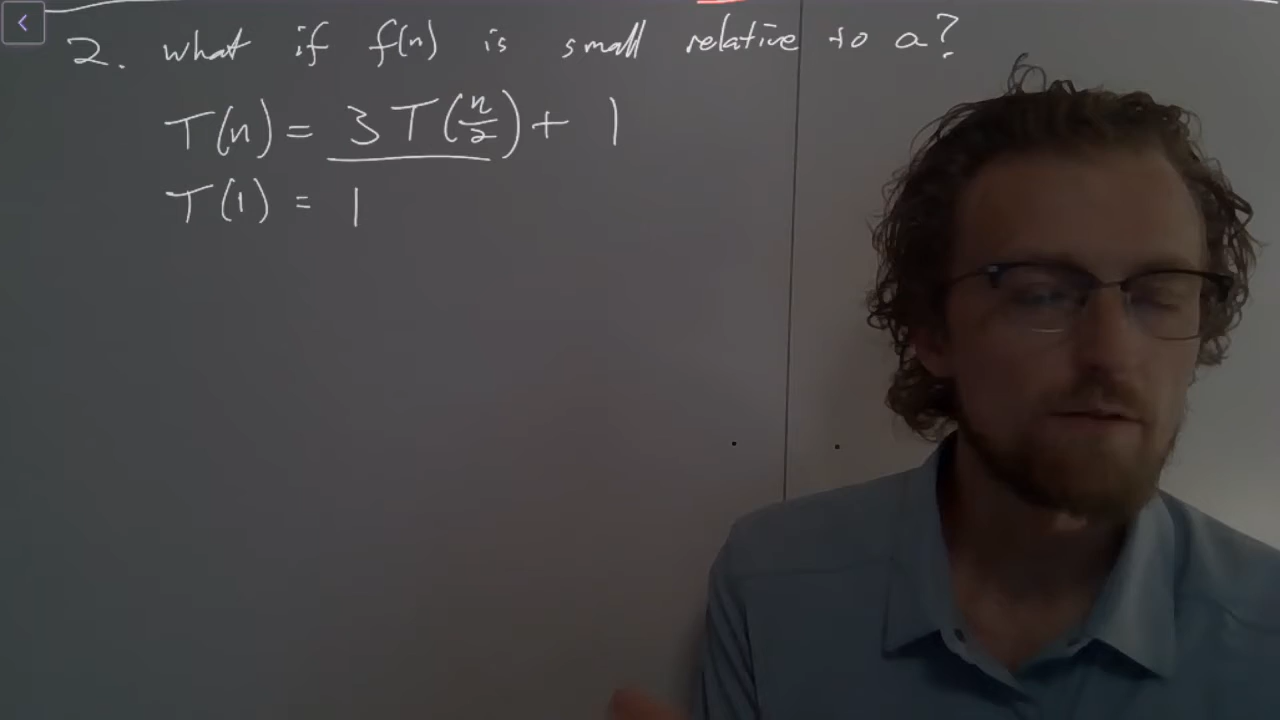 2. what if f(n) is small relative to a?
T(n) = 3T(n/2) + 1
T(1) = 1